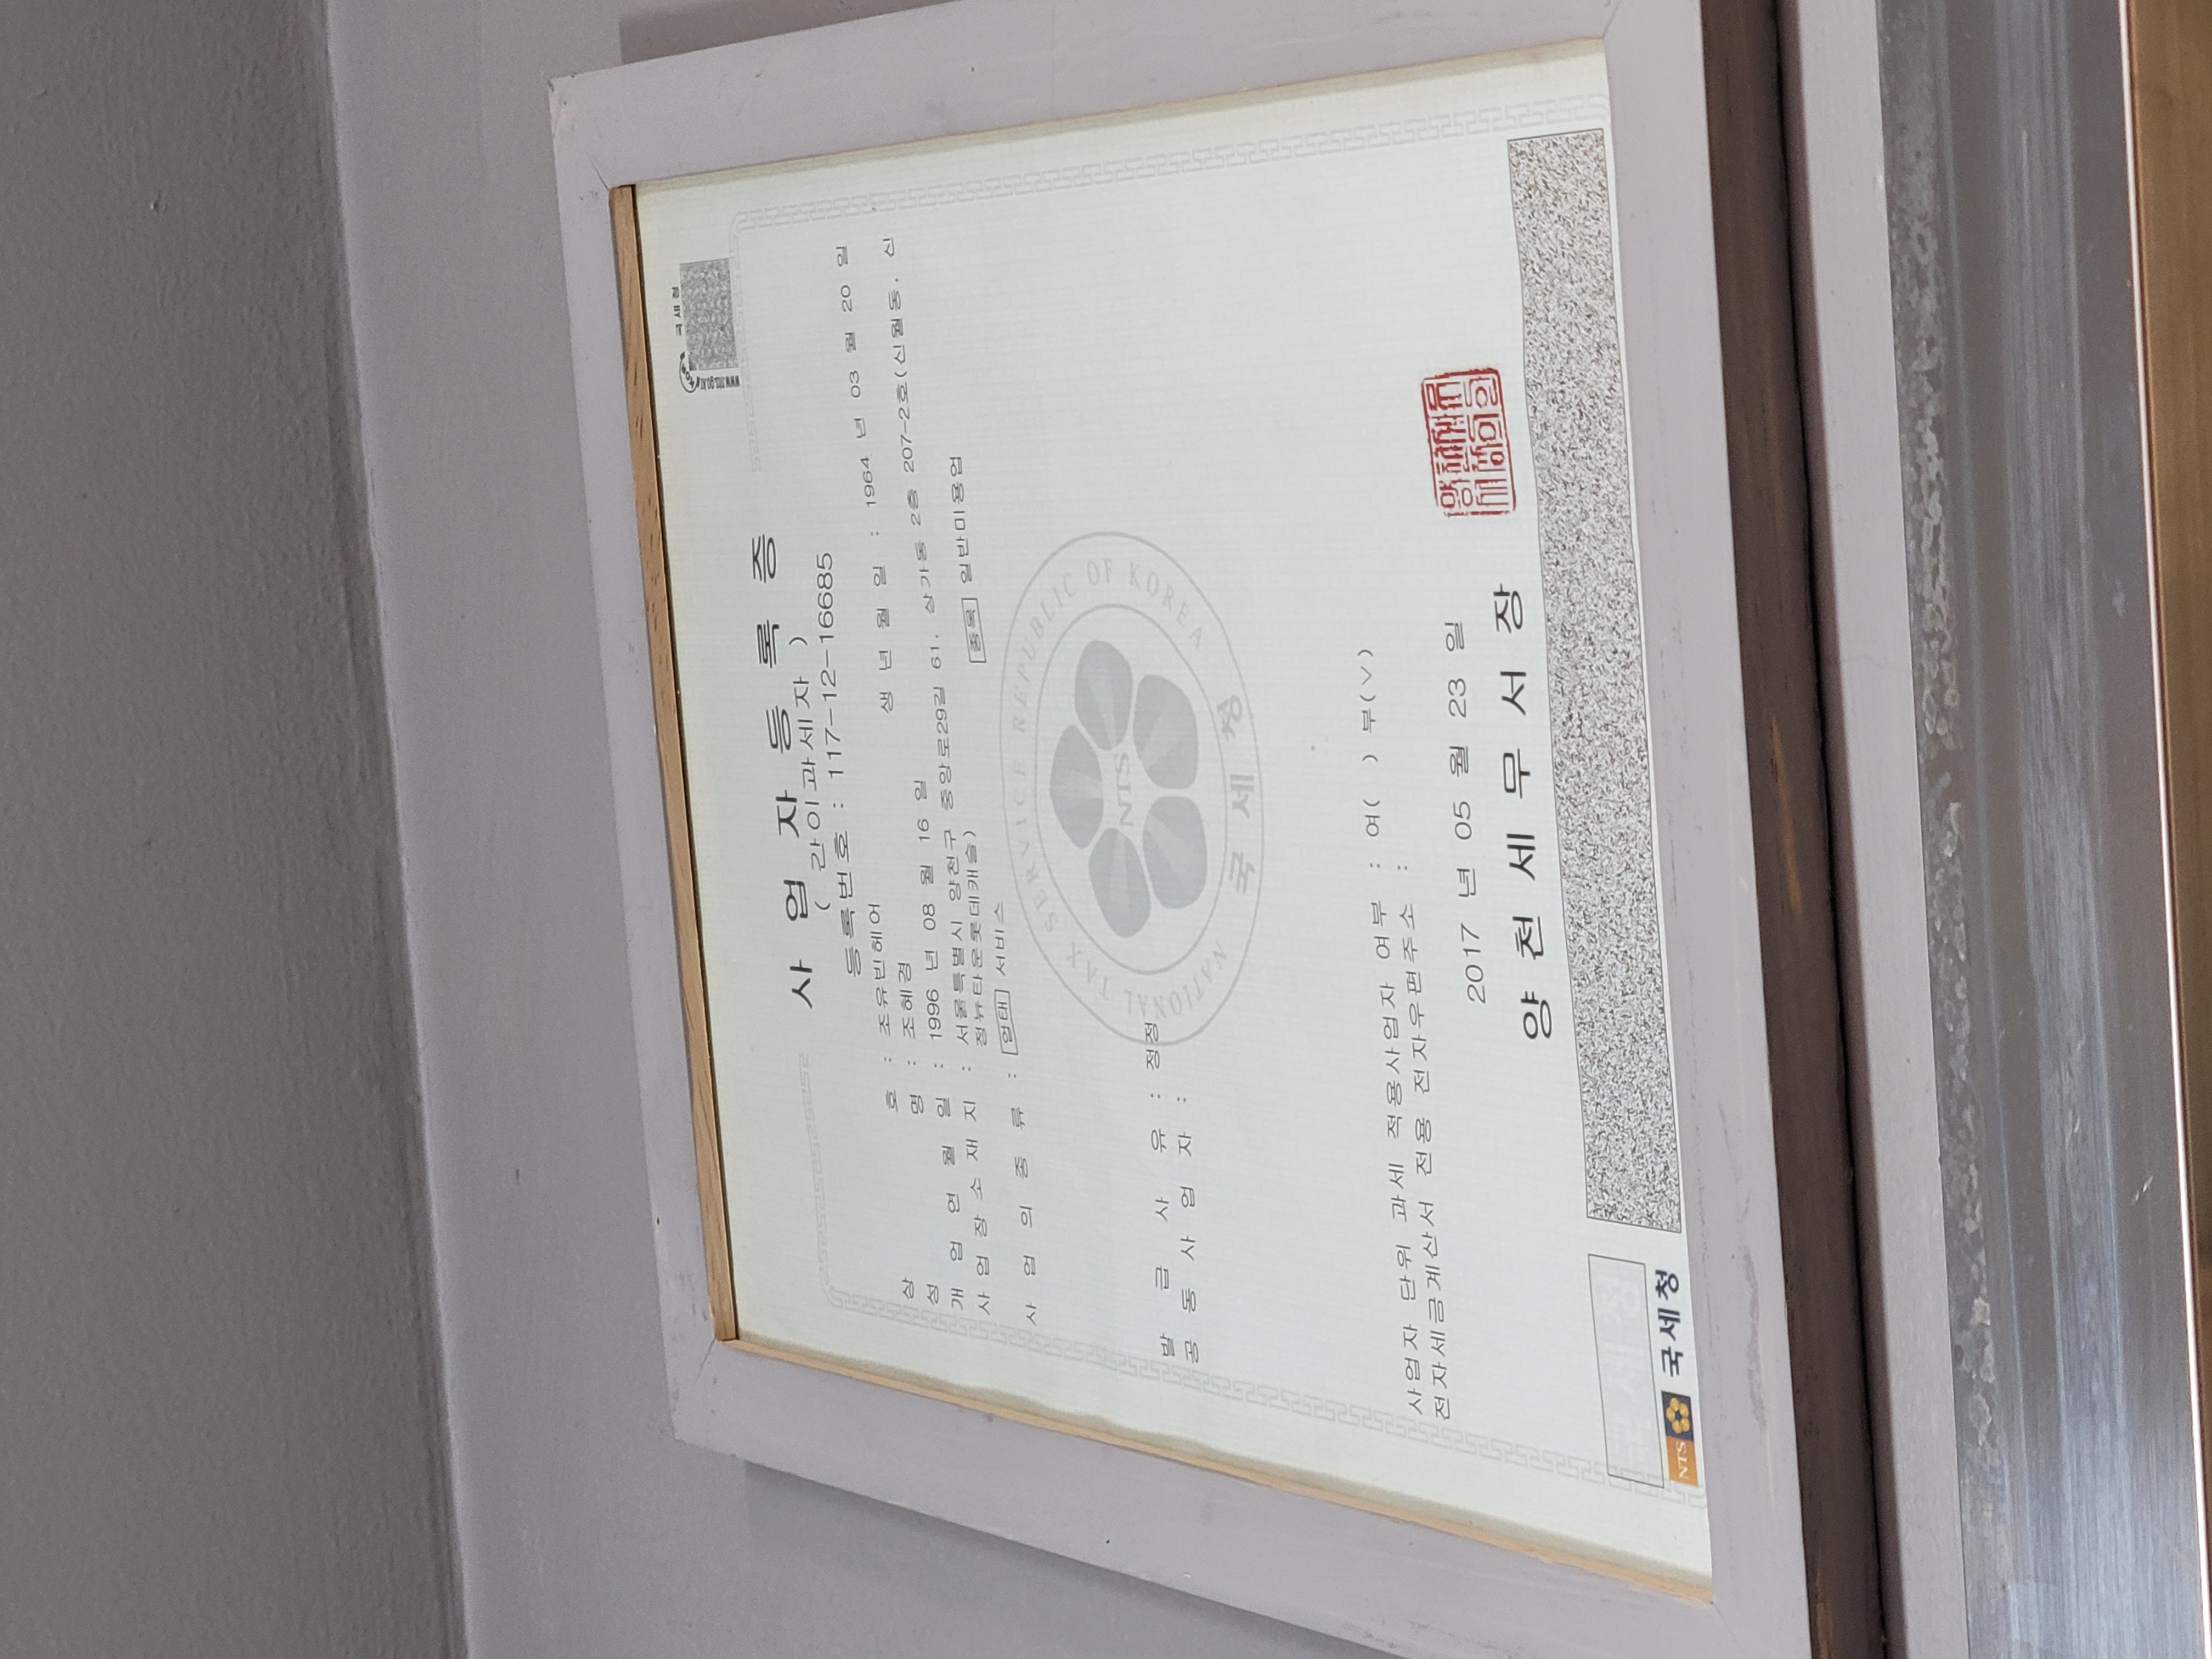 국세청
www.nts.go.kr
사 업 자 등 록 증
( 간이과세자 )
등록번호 : 117-12-16685
상 호 : 조유빈헤어
성 명 : 조혜경 생 년 월 일 : 1964 년 03 월 20 일
개 업 연 월 일 : 1996 년 08 월 16 일
사 업 장 소 재 지 : 서울특별시 양천구 중앙로29길 61. 상가동 2층 207-2호(신월동, 신
정뉴타운롯데캐슬)
사 업 의 종 류 : 업태 서비스 종목 일반미용업
NATIONAL TAX SERVICE REPUBLIC OF KOREA
NTS
국세청
발 급 사 유 : 정정
공 동 사 업 자 :
사업자 단위 과세 적용사업자 여부 : 여( ) 부(∨)
전자세금계산서 전용 전자우편주소 :
2017 년 05 월 23 일
양 천 세 무 서 장
NTS 국세청